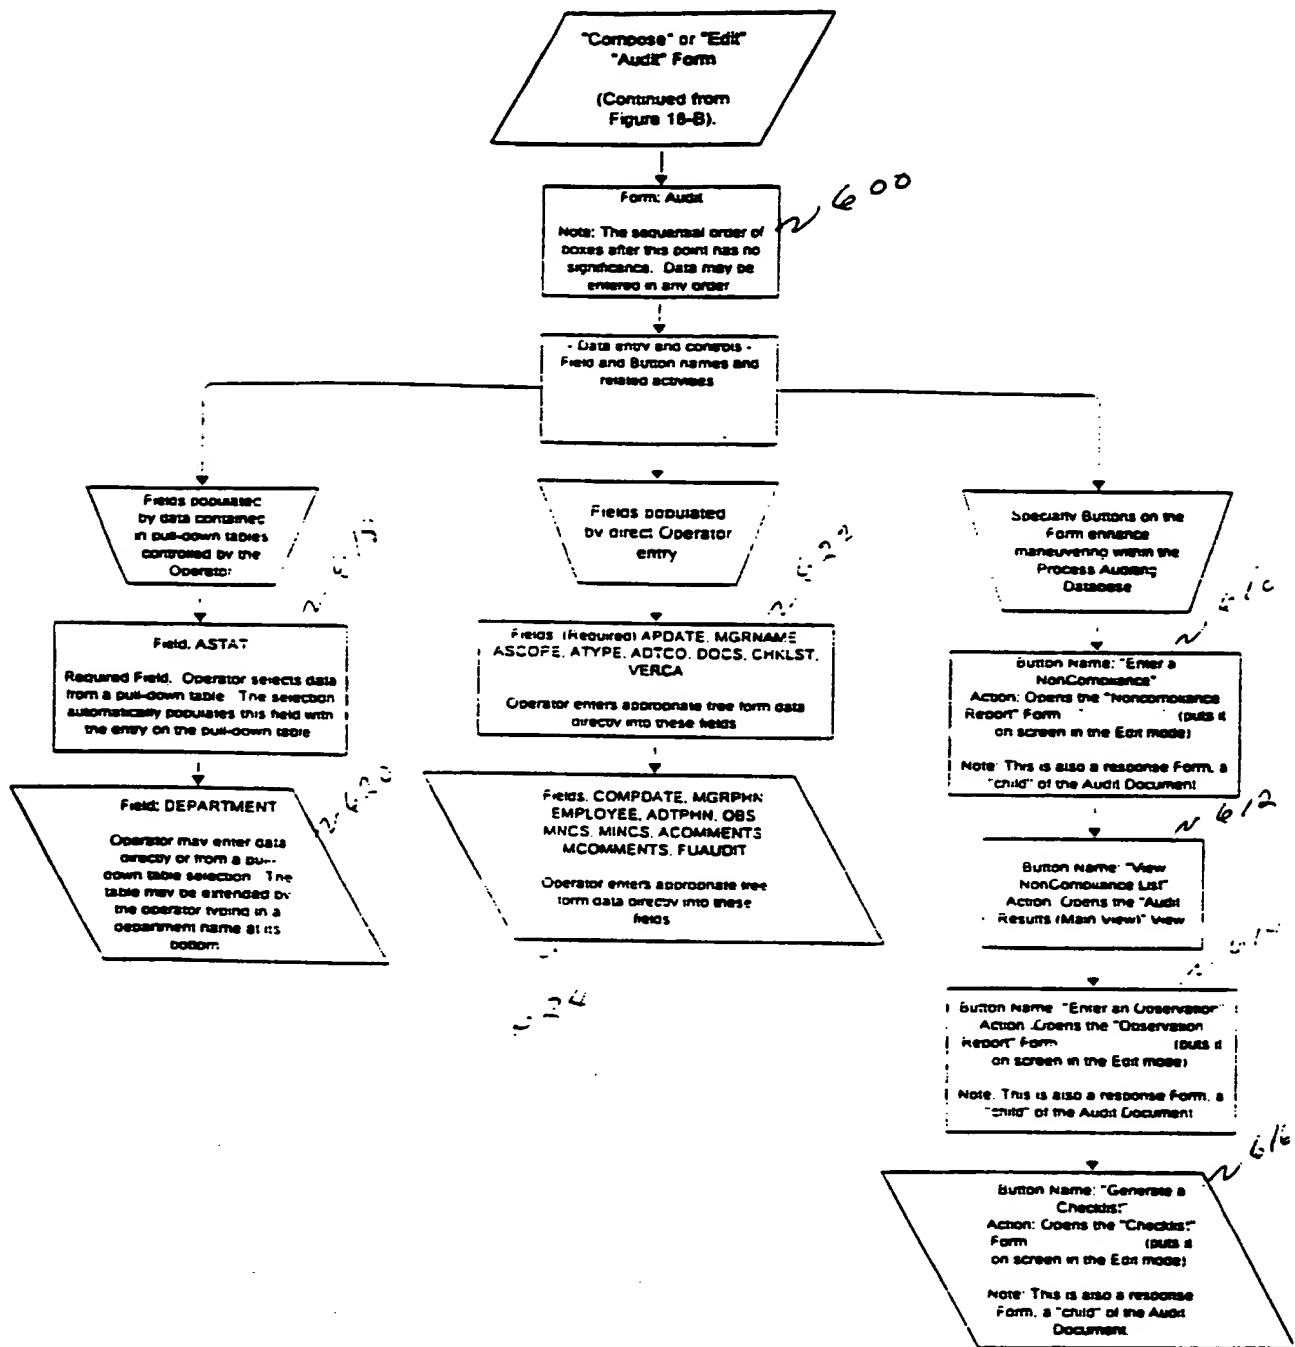 "Compose" or "Edit"
"Audit" Form
(Continued from
Figure 16-B).
Form: Audit
Note: The sequential order of
boxes after this point has no
significance. Data may be
entered in any order
600
- Data entry and controls -
Field and Button names and
related activities
Fields populated
by data contained
in pull-down tables
controlled by the
Operator
Field, ASTAT
Required Field. Operator selects data
from a pull-down table The selection
automatically populates this field with
the entry on the pull-down table
620
Field: DEPARTMENT
Operator may enter data
directly or from a pull-
down table selection The
table may be extended by
the operator typing in a
department name at its
bottom
Fields populated
by direct Operator
entry
622
Fields (Required) APDATE, MGRNAME
ASCOPE, ATYPE, ADTCO, DOCS, CHKLST,
VERCA
Operator enters appropriate free form data
directly into these fields
Fields, COMPDATE, MGRPHN
EMPLOYEE, ADTPHN, OBS
MNCS, MINCS, ACOMMENTS
MCOMMENTS, FUAUDIT
Operator enters appropriate free
form data directly into these
fields
24
Specialty Buttons on the
Form enhance
maneuvering within the
Process Auditing
Database
610
Button Name: "Enter a
NonCompliance"
Action: Opens the "Noncompliance
Report" Form (puts it
on screen in the Edit mode)
Note: This is also a response Form, a
"child" of the Audit Document
612
Button Name: "View
NonCompliance List"
Action: Opens the "Audit
Results (Main View)" View
Button Name "Enter an Observation"
Action Opens the "Observation
Report" Form (puts it
on screen in the Edit mode)
Note. This is also a response Form, a
"child" of the Audit Document
616
Button Name: "Generate a
Checklist"
Action: Opens the "Checklist"
Form (puts it
on screen in the Edit mode)
Note: This is also a response
Form, a "child" of the Audit
Document